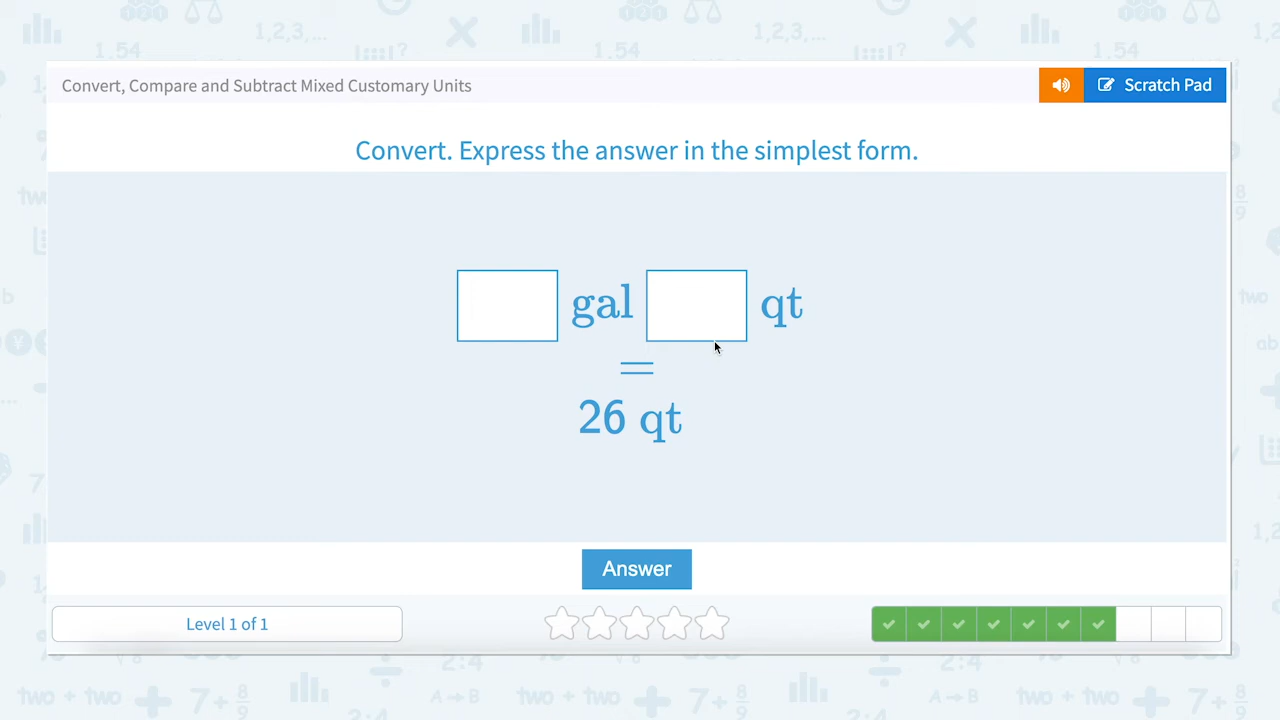 Convert, Compare and Subtract Mixed Customary Units
Scratch Pad
Convert. Express the answer in the simplest form.
gal qt
=
26 qt
Answer
Level 1 of 1